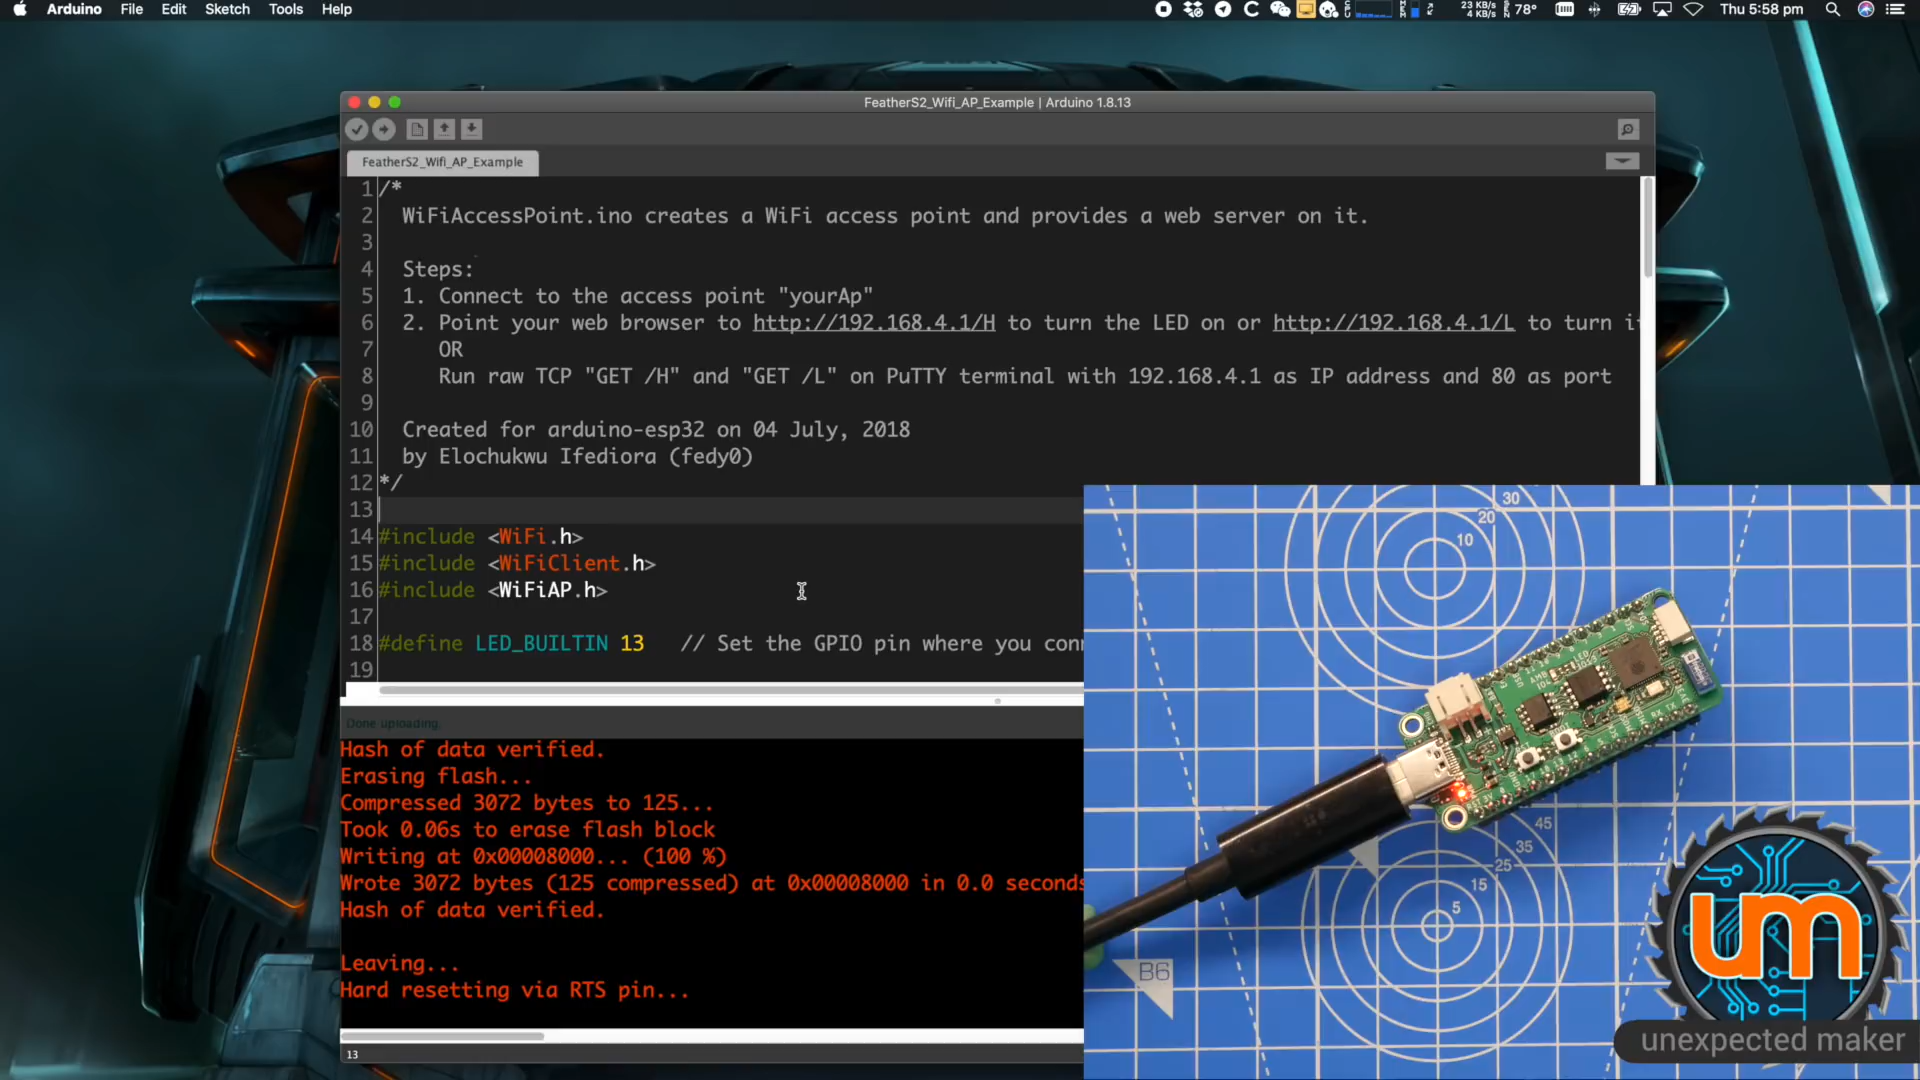 Arduino File Edit Sketch Tools Help
23 KB/s
4 KB/s
78° Thu 5:58 pm
FeatherS2_Wifi_AP_Example | Arduino 1.8.13
FeatherS2_Wifi_AP_Example
1 /*
2 WiFiAccessPoint.ino creates a WiFi access point and provides a web server on it.
3
4 Steps:
5 1. Connect to the access point "yourAp"
6 2. Point your web browser to http://192.168.4.1/H to turn the LED on or http://192.168.4.1/L to turn i
7 OR
8 Run raw TCP "GET /H" and "GET /L" on PuTTY terminal with 192.168.4.1 as IP address and 80 as port
9
10 Created for arduino-esp32 on 04 July, 2018
11 by Elochukwu Ifediora (fedy0)
12 */
13
14 #include <WiFi.h>
15 #include <WiFiClient.h>
16 #include <WiFiAP.h>
17
18 #define LED_BUILTIN 13 // Set the GPIO pin where you conn
19
Done uploading.
Hash of data verified.
Erasing flash...
Compressed 3072 bytes to 125...
Took 0.06s to erase flash block
Writing at 0x00008000... (100 %)
Wrote 3072 bytes (125 compressed) at 0x00008000 in 0.0 seconds
Hash of data verified.
Leaving...
Hard resetting via RTS pin...
13
30
20
10
45
35
25
15
5
B6
um
unexpected maker